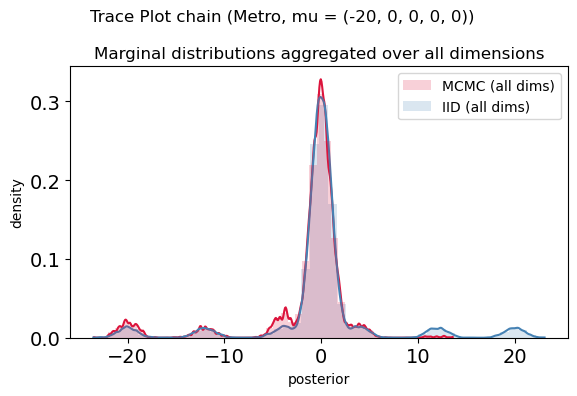 Trace Plot chain (Metro, mu = (-20, 0, 0, 0, 0))
Marginal distributions aggregated over all dimensions
MCMC (all dims)
IID (all dims)
density
0.3
0.2
0.1
0.0
−20
−10
0
10
20
posterior